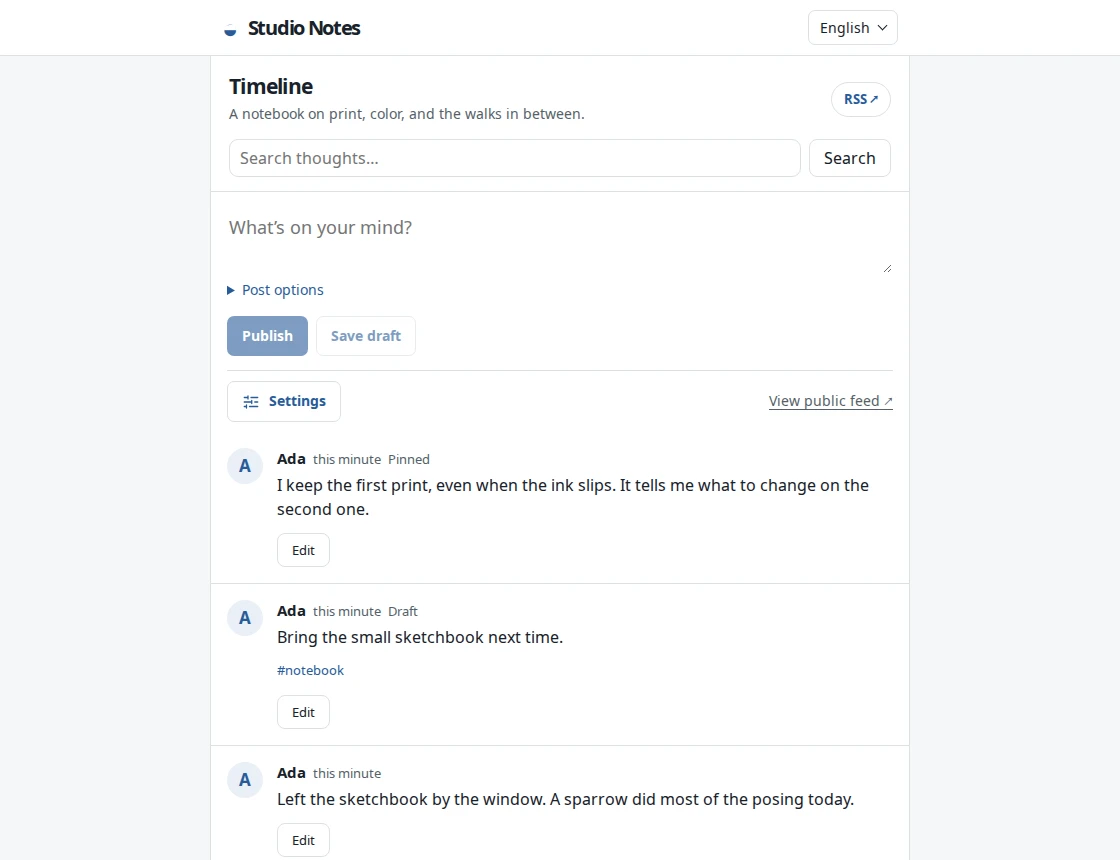 Studio Notes
English
Timeline
A notebook on print, color, and the walks in between.
RSS↗
Search thoughts…
Search
What's on your mind?
Post options
Publish
Save draft
Settings
View public feed ↗
A
Ada this minute Pinned
I keep the first print, even when the ink slips. It tells me what to change on the
second one.
Edit
A
Ada this minute Draft
Bring the small sketchbook next time.
#notebook
Edit
A
Ada this minute
Left the sketchbook by the window. A sparrow did most of the posing today.
Edit